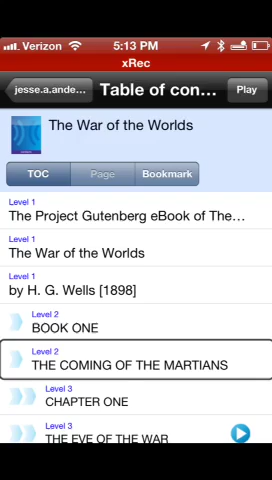 Verizon 5:13 PM
xRec
jesse.a.ande... Table of con... Play
The War of the Worlds
TOC Page Bookmark
Level 1
The Project Gutenberg eBook of The...
Level 1
The War of the Worlds
Level 1
by H. G. Wells [1898]
Level 2
BOOK ONE
Level 2
THE COMING OF THE MARTIANS
Level 3
CHAPTER ONE
Level 3
THE EVE OF THE WAR